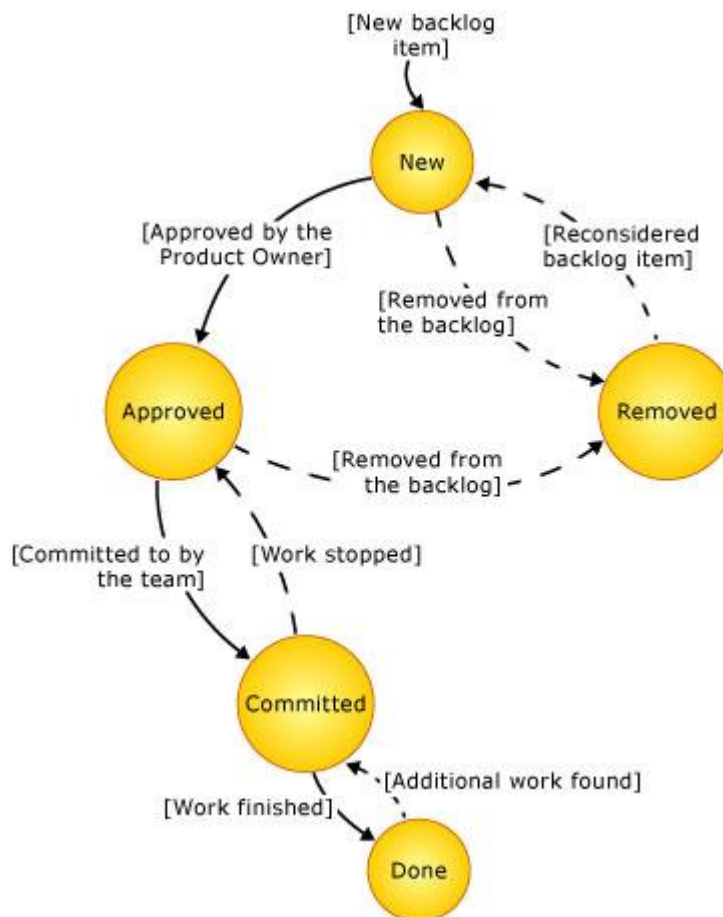 [New backlog
item]
New
[Approved by the
Product Owner]
[Reconsidered
backlog item]
[Removed from
the backlog]
Approved
Removed
[Removed from
the backlog]
[Committed to by
the team]
[Work stopped]
Committed
[Additional work found]
[Work finished]
Done